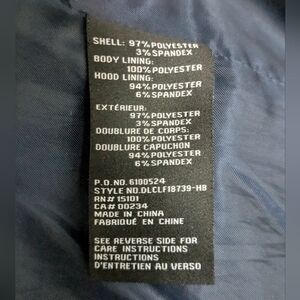 SHELL: 97% POLYESTER
3% SPANDEX
BODY LINING:
100% POLYESTER
HOOD LINING:
94% POLYESTER
6% SPANDEX
EXTÉRIEUR:
97% POLYESTER
3% SPANDEX
DOUBLURE DE CORPS:
100% POLYESTER
DOUBLURE CAPUCHON
94% POLYESTER
6% SPANDEX
P.O.NO. 6100524
STYLE NO.DLCLF18739-HB
RN# 15101
CA# 00234
MADE IN CHINA
FABRIQUÉ EN CHINE
SEE REVERSE SIDE FOR
CARE INSTRUCTIONS
INSTRUCTIONS
D'ENTRETIEN AU VERSO